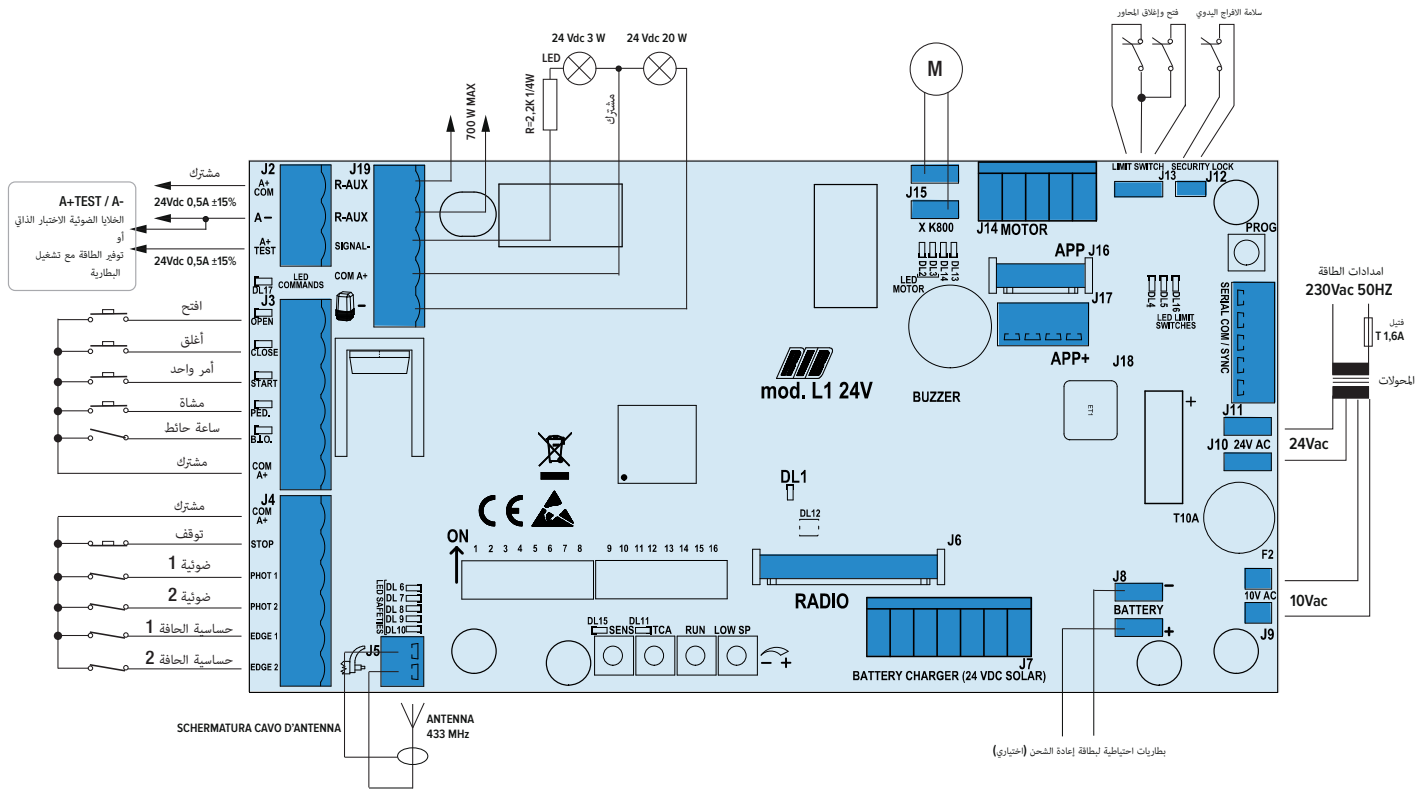 سلامة الافراج اليدوي
فتح وإغلاق المحاور
24 Vdc 3 W
24 Vdc 20 W
LED
R=2,2K 1/4W
مشترك
700 W MAX
M
A+TEST / A-
الخلايا الضوئية الاختبار الذاتي
أو
توفير الطاقة مع تشغيل
البطارية
مشترك
24Vdc 0,5A ±15%
24Vdc 0,5A ±15%
J2
A+
COM
A-
A+
TEST
J19
R-AUX
R-AUX
SIGNAL-
COM A+
-
LED
COMMANDS
DL17
J3
OPEN
CLOSE
START
PED.
B.I.O.
COM
A+
افتح
أغلق
أمر واحد
مشاة
ساعة حائط
مشترك
J4
COM
A+
STOP
PHOT 1
PHOT 2
EDGE 1
EDGE 2
مشترك
توقف
ضوئية 1
ضوئية 2
حساسية الحافة 1
حساسية الحافة 2
J15
X K800
J14 MOTOR
DL2
DL3
DL14
DL13
LED
MOTOR
APP
J16
J17
APP+
J18
ET1
BUZZER
mod. L1 24V
LIMIT SWITCH
J13
SECURITY LOCK
J12
PROG
DL4
DL5
DL16
LED LIMIT
SWITCHES
SERIAL COM / SYNC
امدادات الطاقة
230Vac 50HZ
فتيل
T 1,6A
المحولات
J11
J10 24V AC
24Vac
+
T10A
F2
10V AC
J9
10Vac
DL1
DL12
CE
ON
1 2 3 4 5 6 7 8
9 10 11 12 13 14 15 16
J6
RADIO
J8
-
BATTERY
+
J7
BATTERY CHARGER (24 VDC SOLAR)
LED SAFETIES
DL 6
DL 7
DL 8
DL 9
DL10
J5
DL15
SENS
DL11
TCA
RUN
LOW SP
- +
SCHERMATURA CAVO D'ANTENNA
ANTENNA
433 MHz
بطاريات احتياطية لبطاقة إعادة الشحن (اختياري)